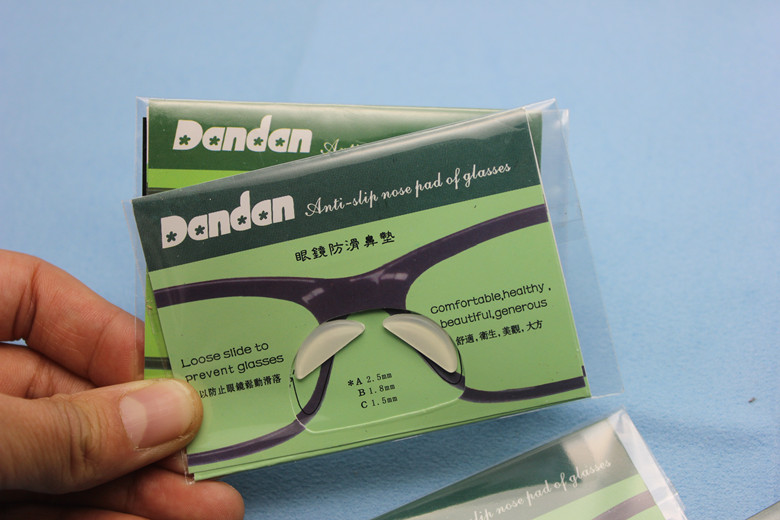 Dandan
Anti
Dandan Anti-slip nose pad of glasses
眼鏡防滑鼻墊
Comfortable,healthy,
beautiful,generous
舒適,衛生,美觀,大方
Loose slide to
Prevent glasses
以防止眼鏡鬆動滑落
*A 2.5mm
B 1.8mm
C 1.5mm
slip nose pad of glasses